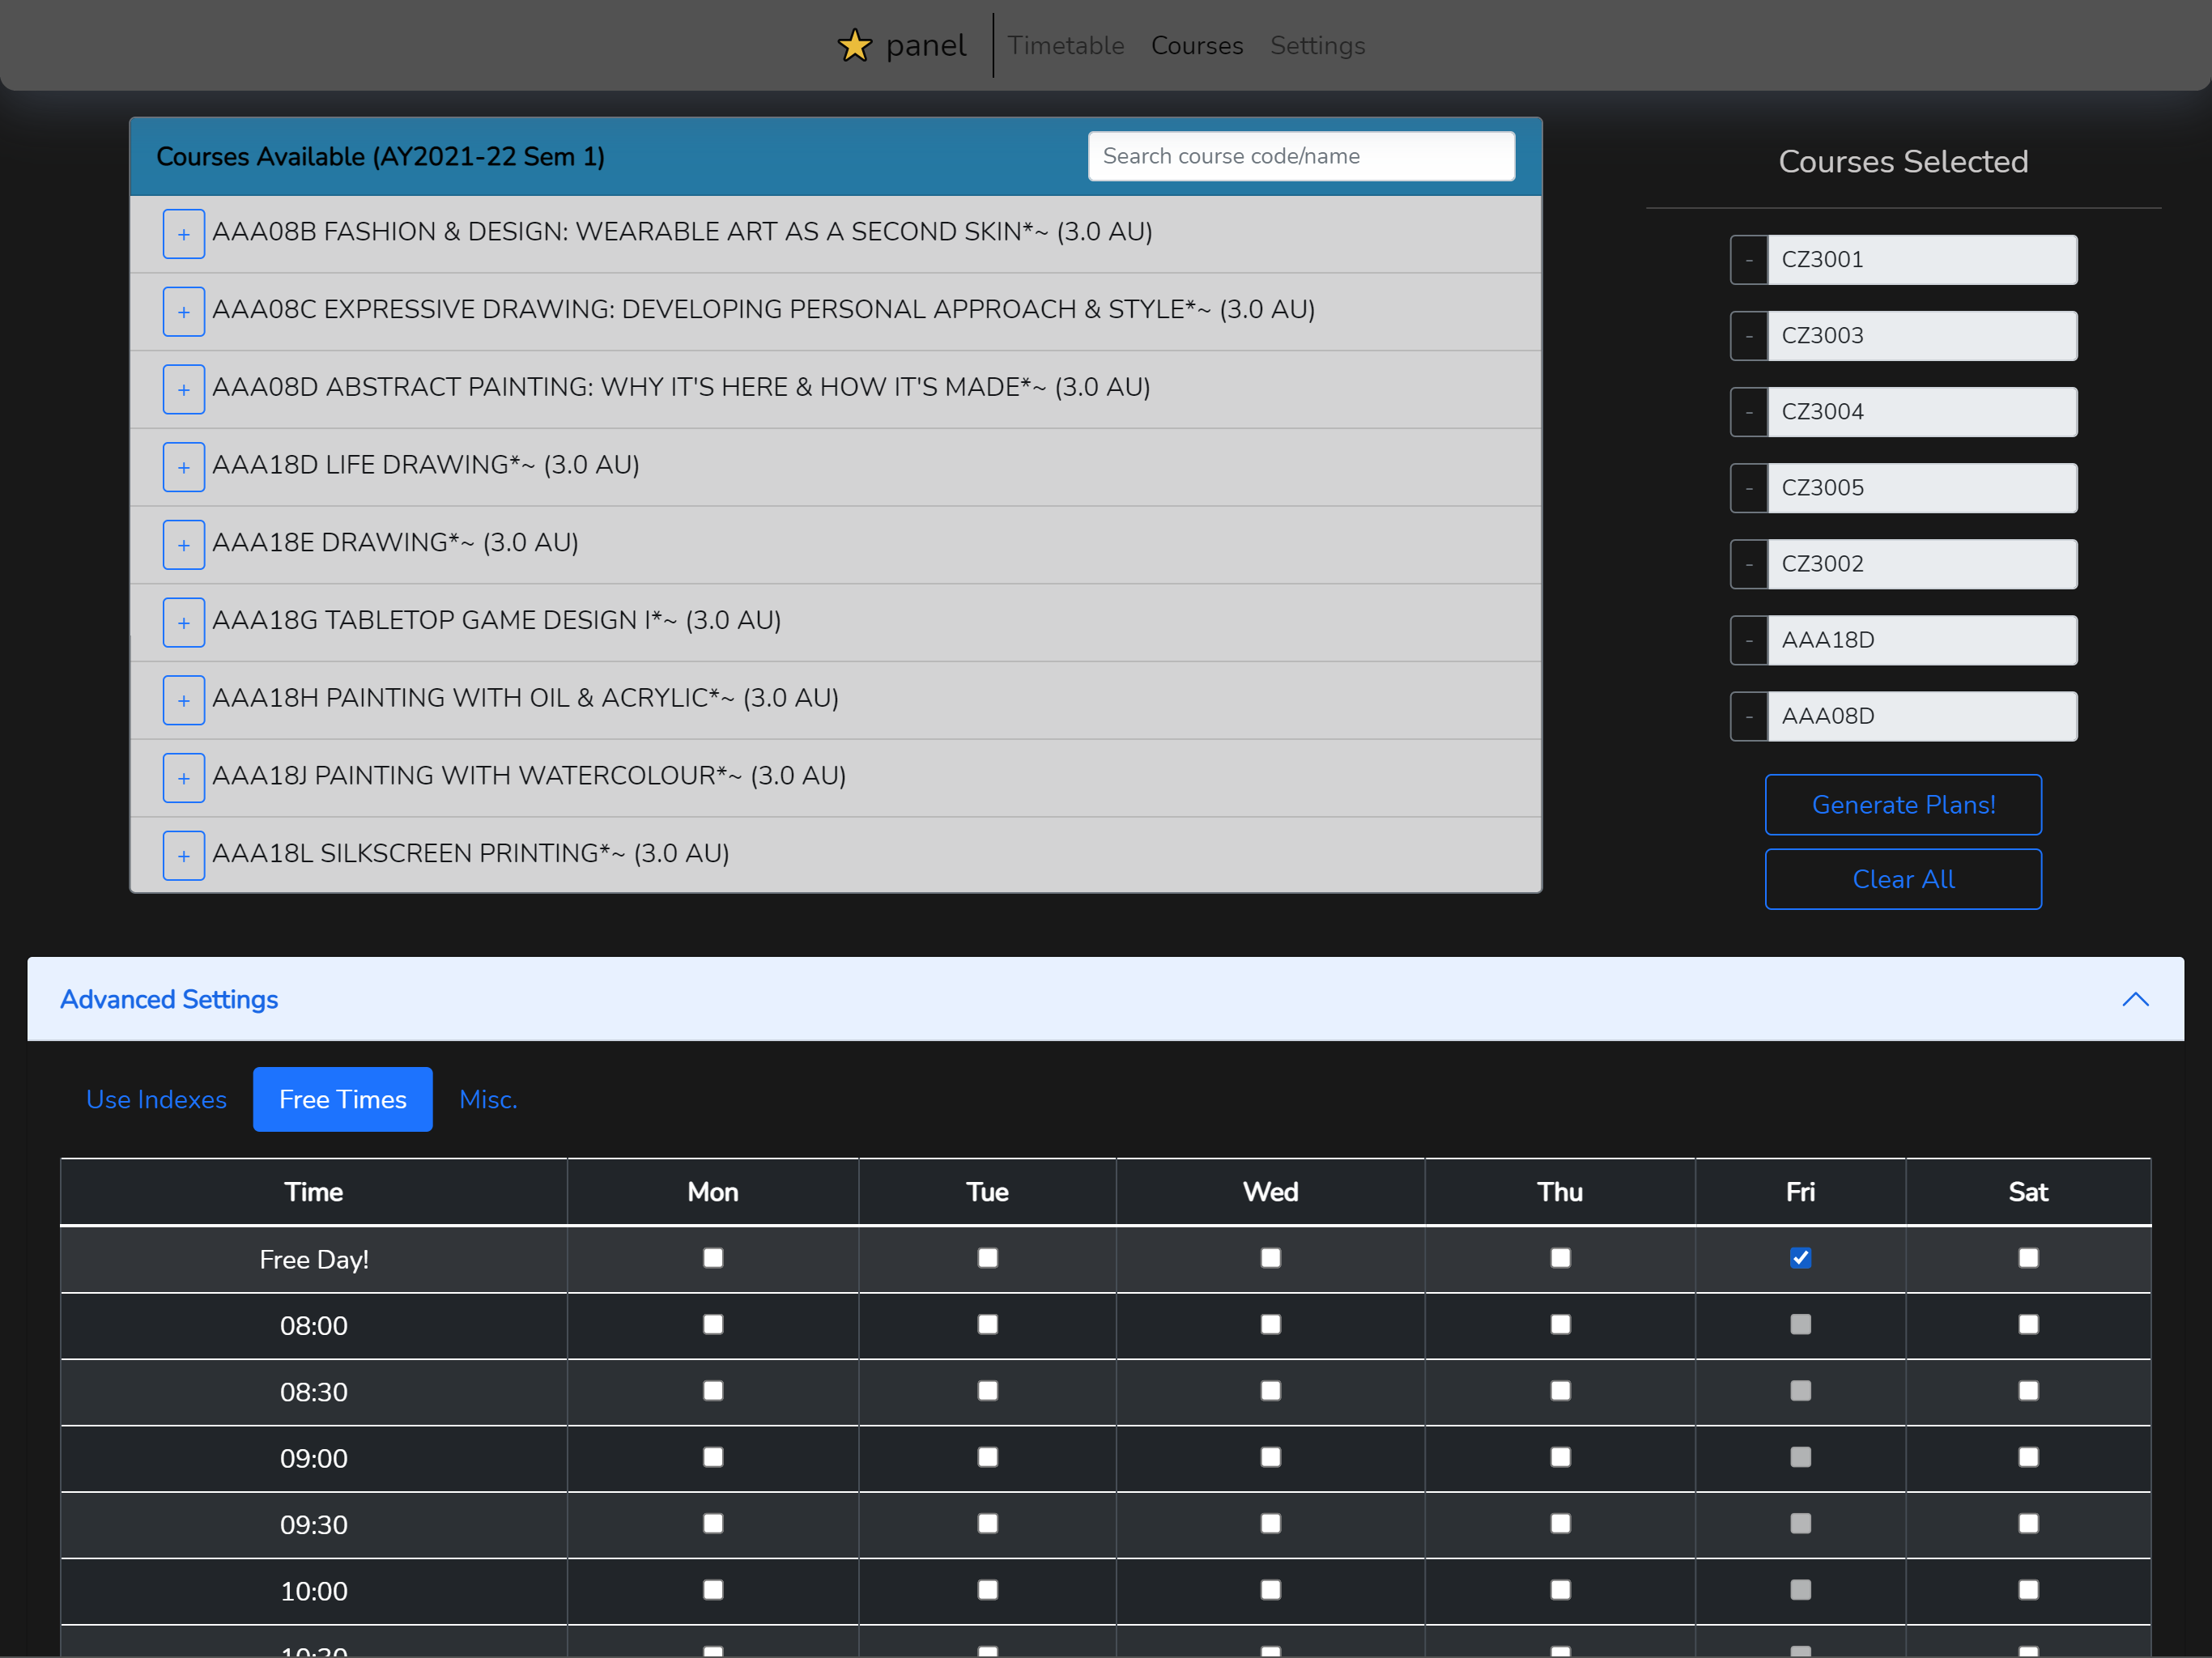 panel
Timetable
Courses
Settings
Courses Available (AY2021-22 Sem 1)
Search course code/name
+ AAA08B FASHION & DESIGN: WEARABLE ART AS A SECOND SKIN*~ (3.0 AU)
+ AAA08C EXPRESSIVE DRAWING: DEVELOPING PERSONAL APPROACH & STYLE*~ (3.0 AU)
+ AAA08D ABSTRACT PAINTING: WHY IT'S HERE & HOW IT'S MADE*~ (3.0 AU)
+ AAA18D LIFE DRAWING*~ (3.0 AU)
+ AAA18E DRAWING*~ (3.0 AU)
+ AAA18G TABLETOP GAME DESIGN I*~ (3.0 AU)
+ AAA18H PAINTING WITH OIL & ACRYLIC*~ (3.0 AU)
+ AAA18J PAINTING WITH WATERCOLOUR*~ (3.0 AU)
+ AAA18L SILKSCREEN PRINTING*~ (3.0 AU)
Courses Selected
- CZ3001
- CZ3003
- CZ3004
- CZ3005
- CZ3002
- AAA18D
- AAA08D
Generate Plans!
Clear All
Advanced Settings
Use Indexes
Free Times
Misc.
Time Mon Tue Wed Thu Fri Sat
Free Day!
08:00
08:30
09:00
09:30
10:00
10:30